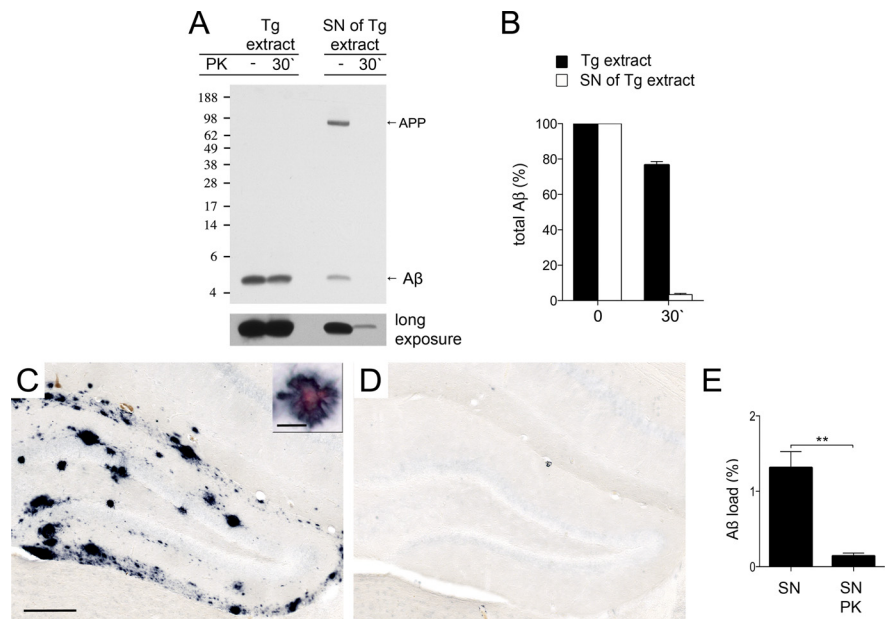 A
Tg
extract
SN of Tg
extract
PK - 30` - 30`
188
98
62
49
38
28
17
14
6
4
←APP
← Aβ
long
exposure
B
Tg extract
SN of Tg extract
total Aβ (%)
100
80
60
40
20
0
0 30`
C
D
E
Aβ load (%)
2
1
0
**
SN
SN
PK